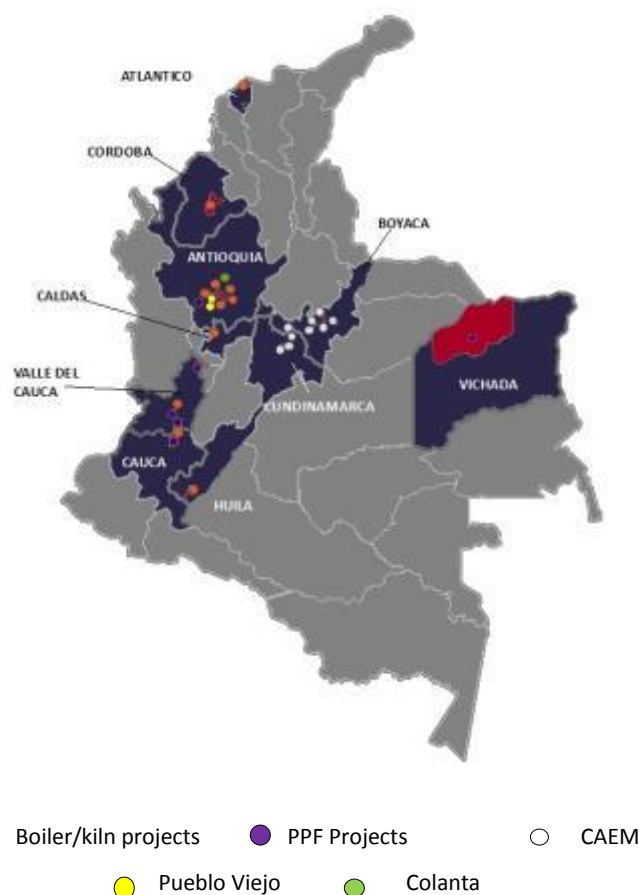 ATLANTICO
CORDOBA
BOYACA
ANTIOQUIA
CALDAS
VALLE DEL
CAUCA
VICHADA
CUNDINAMARCA
CAUCA
HUILA
Boiler/kiln projects PPF Projects CAEM
Pueblo Viejo Colanta